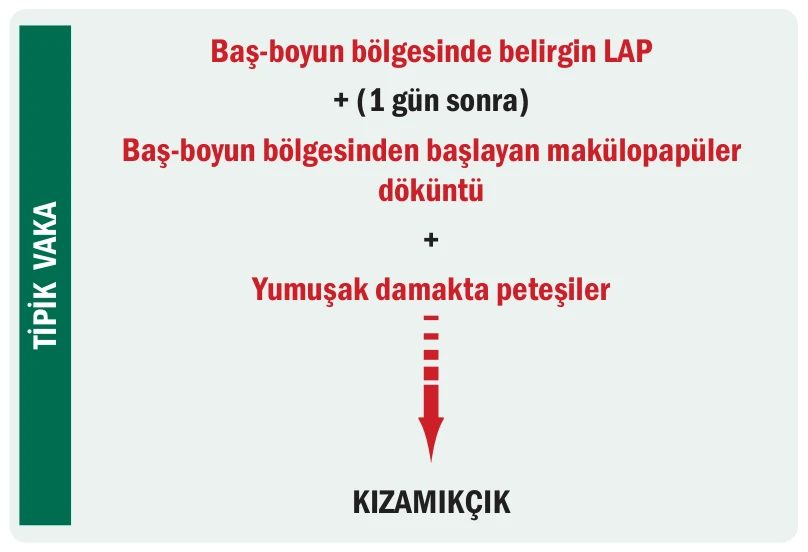 TİPİK VAKA
Baş-boyun bölgesinde belirgin LAP
+ (1 gün sonra)
Baş-boyun bölgesinden başlayan makülopapüler
döküntü
+
Yumuşak damakta peteşiler
KIZAMIKÇIK